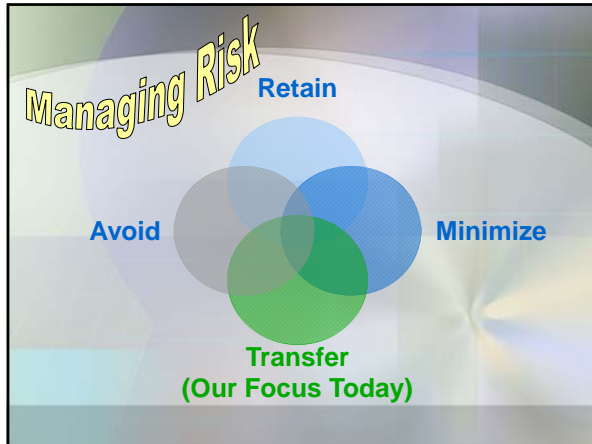 Managing Risk
Retain
Avoid
Minimize
Transfer
(Our Focus Today)